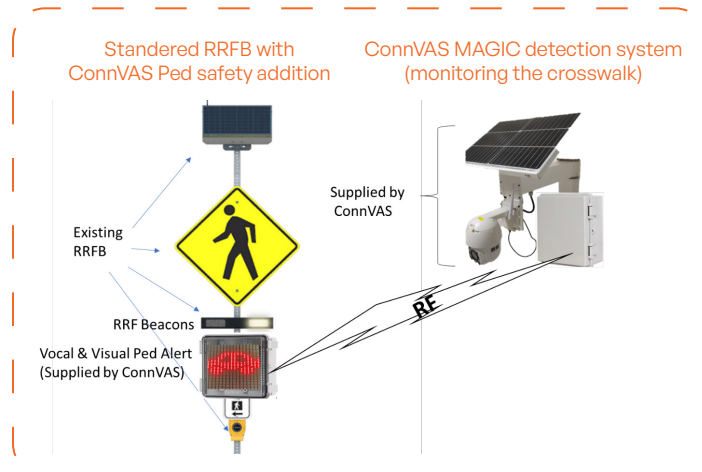 Standered RRFB with
ConnVAS Ped safety addition
ConnVAS MAGIC detection system
(monitoring the crosswalk)
Supplied by
ConnVAS
Existing
RRFB
RRF Beacons
RF
Vocal & Visual Ped Alert
(Supplied by ConnVAS)